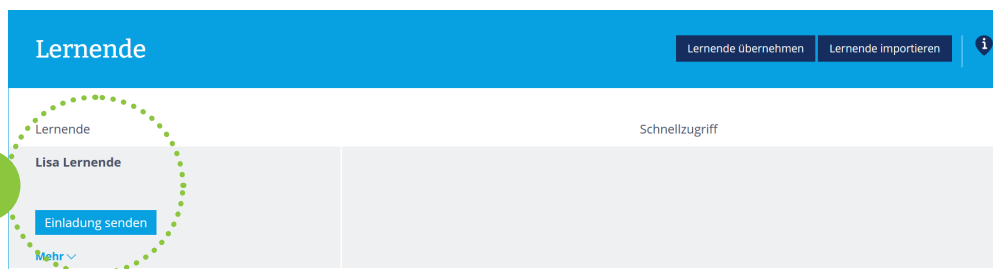 Lernende
Lernende übernehmen
Lernende importieren
i
Lernende
Schnellzugriff
Lisa Lernende
Einladung senden
Mehr